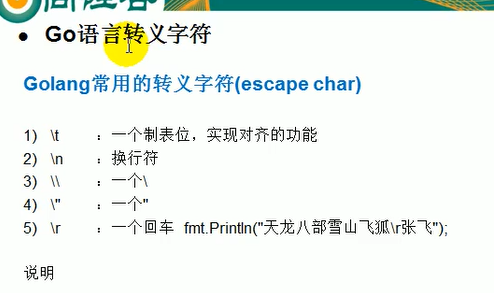 ● Go语言转义字符
Golang常用的转义字符(escape char)
1) \t ：一个制表位，实现对齐的功能
2) \n ：换行符
3) \\ ：一个\
4) \" ：一个"
5) \r ：一个回车 fmt.Println("天龙八部雪山飞狐\r张飞");
说明